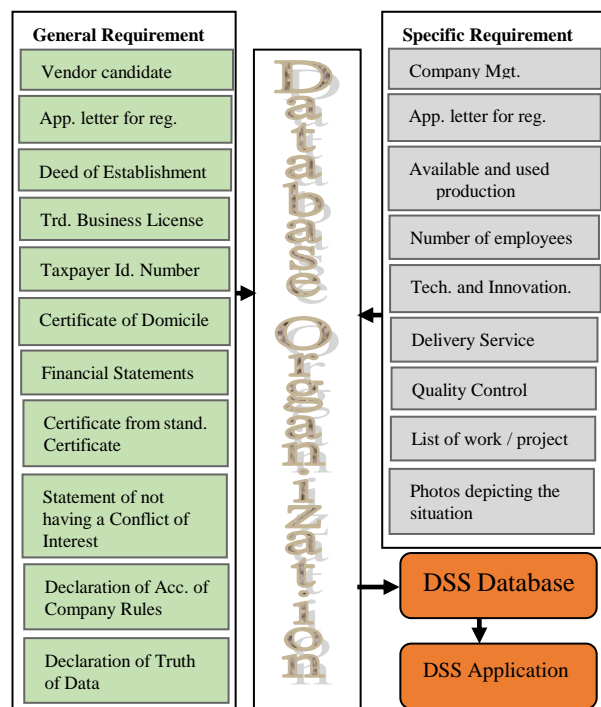 General Requirement
Vendor candidate
App. letter for reg.
Deed of Establishment
Trd. Business License
Taxpayer Id. Number
Certificate of Domicile
Financial Statements
Certificate from stand.
Certificate
Statement of not
having a Conflict of
Interest
Declaration of Acc. of
Company Rules
Declaration of Truth
of Data
Database Organization
Specific Requirement
Company Mgt.
App. letter for reg.
Available and used
production
Number of employees
Tech. and Innovation.
Delivery Service
Quality Control
List of work / project
Photos depicting the
situation
DSS Database
DSS Application